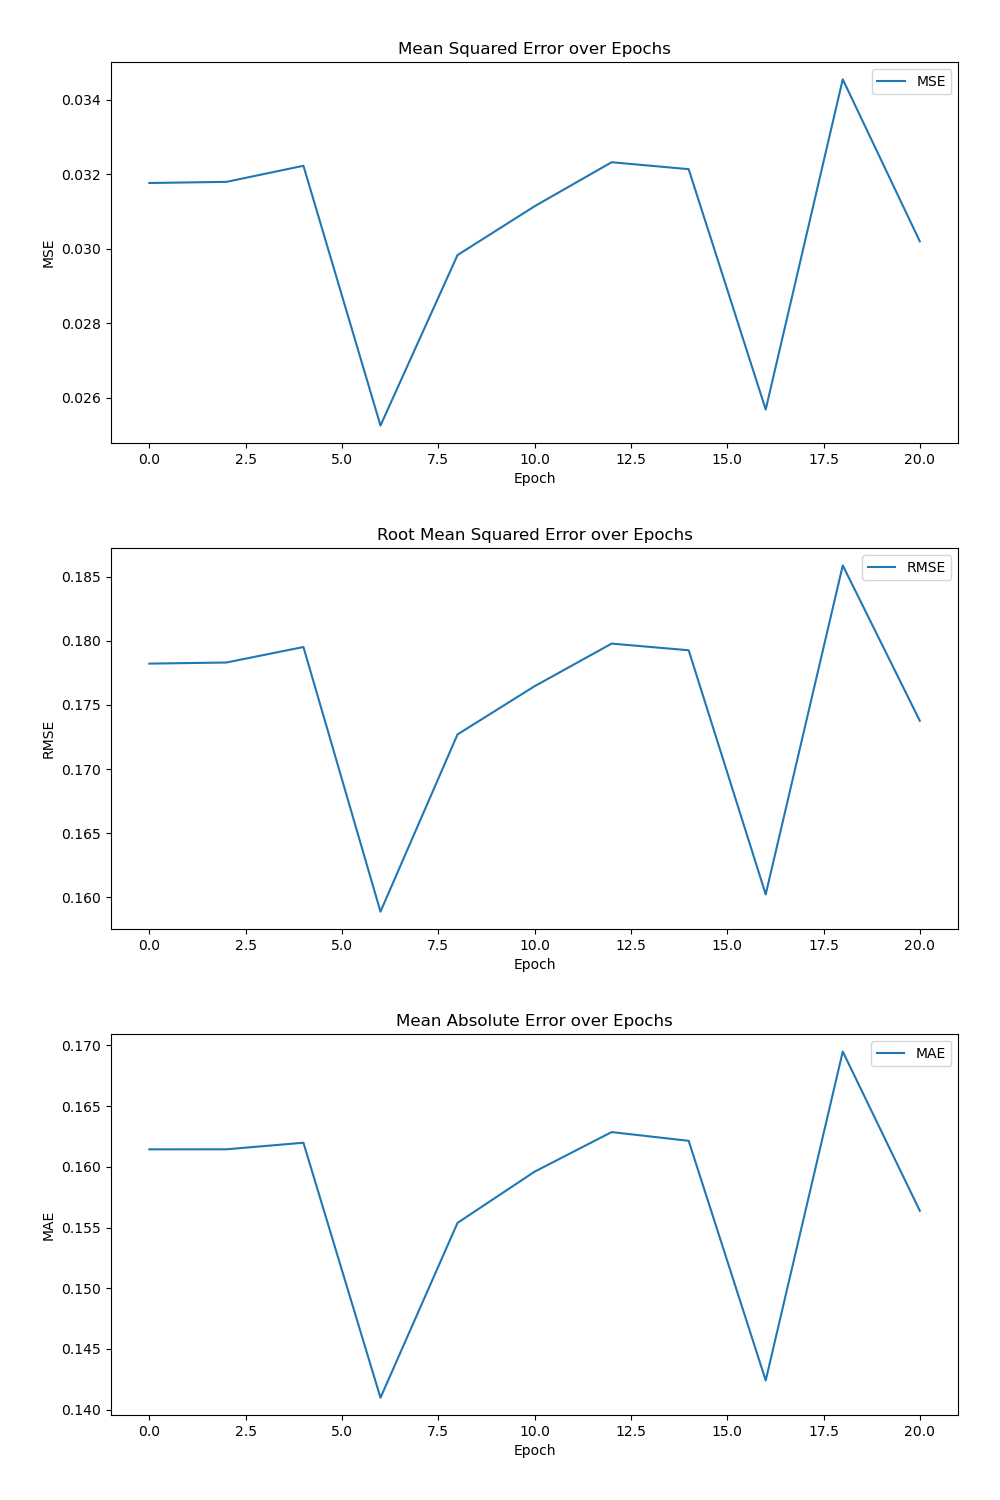 Mean Squared Error over Epochs
MSE
0.034
0.032
0.030
0.028
0.026
MSE
0.0 2.5 5.0 7.5 10.0 12.5 15.0 17.5 20.0
Epoch
Root Mean Squared Error over Epochs
RMSE
0.185
0.180
0.175
0.170
0.165
0.160
RMSE
0.0 2.5 5.0 7.5 10.0 12.5 15.0 17.5 20.0
Epoch
Mean Absolute Error over Epochs
MAE
0.170
0.165
0.160
0.155
0.150
0.145
0.140
MAE
0.0 2.5 5.0 7.5 10.0 12.5 15.0 17.5 20.0
Epoch